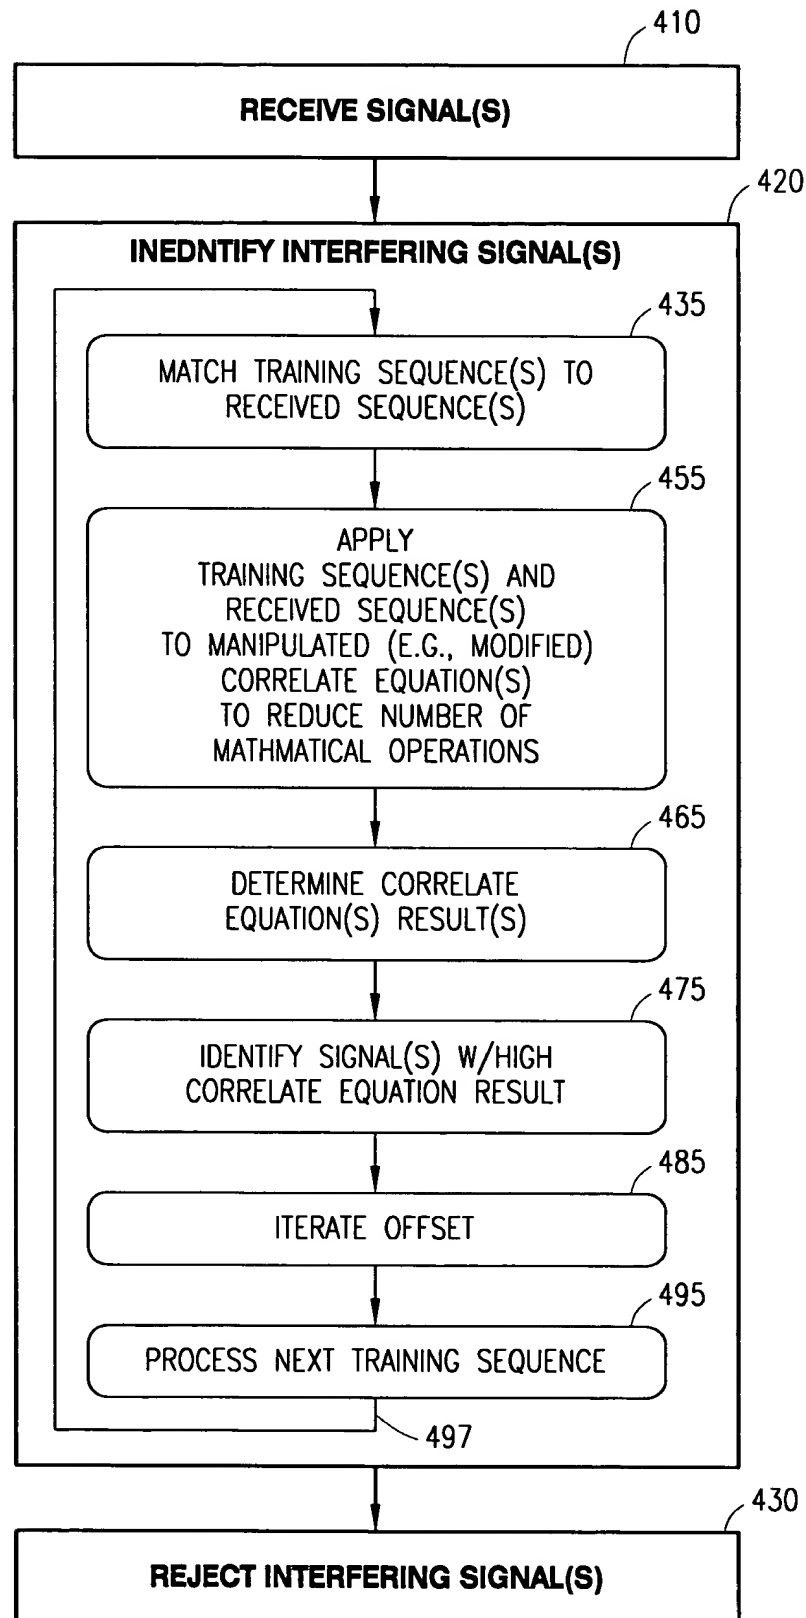 410
RECEIVE SIGNAL(S)
420
INEDNTIFY INTERFERING SIGNAL(S)
435
MATCH TRAINING SEQUENCE(S) TO
RECEIVED SEQUENCE(S)
455
APPLY
TRAINING SEQUENCE(S) AND
RECEIVED SEQUENCE(S)
TO MANIPULATED (E.G., MODIFIED)
CORRELATE EQUATION(S)
TO REDUCE NUMBER OF
MATHMATICAL OPERATIONS
465
DETERMINE CORRELATE
EQUATION(S) RESULT(S)
475
IDENTIFY SIGNAL(S) W/HIGH
CORRELATE EQUATION RESULT
485
ITERATE OFFSET
495
PROCESS NEXT TRAINING SEQUENCE
497
430
REJECT INTERFERING SIGNAL(S)